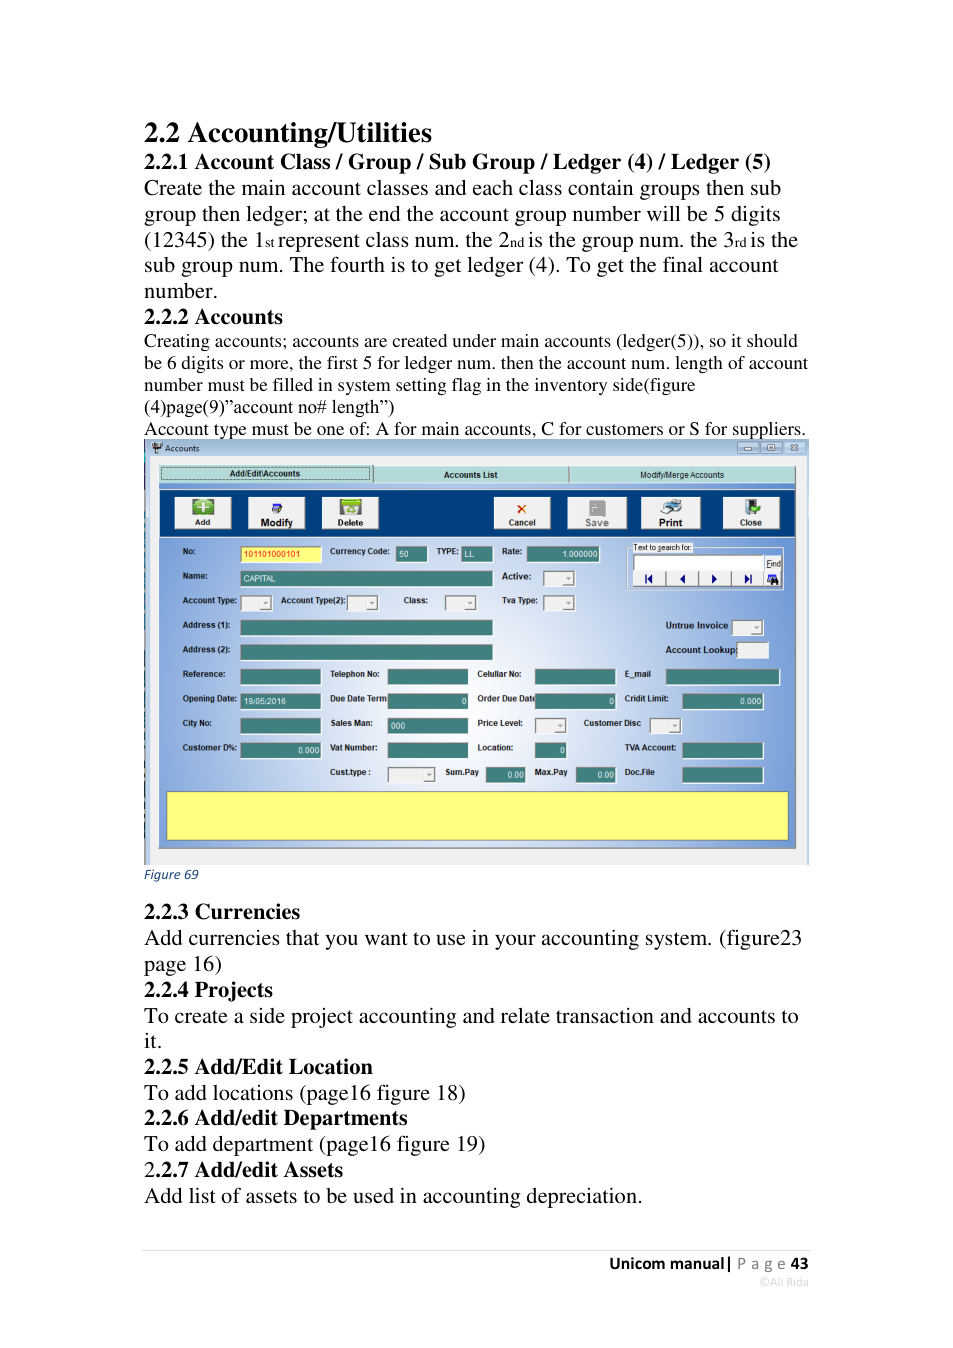 2.2 Accounting/Utilities
2.2.1 Account Class / Group / Sub Group / Ledger (4) / Ledger (5)
Create the main account classes and each class contain groups then sub
group then ledger; at the end the account group number will be 5 digits
(12345) the 1st represent class num. the 2nd is the group num. the 3rd is the
sub group num. The fourth is to get ledger (4). To get the final account
number.
2.2.2 Accounts
Creating accounts; accounts are created under main accounts (ledger(5)), so it should
be 6 digits or more, the first 5 for ledger num. then the account num. length of account
number must be filled in system setting flag in the inventory side(figure
(4)page(9)”account no# length”)
Account type must be one of: A for main accounts, C for customers or S for suppliers.
Accounts
Add/Edit\Accounts Accounts List Modify/Merge Accounts
Add Modify Delete Cancel Save Print Close
No: 101101000101 Currency Code: 50 TYPE: LL Rate: 1.000000 Text to search for:
Find
Name: CAPITAL Active:
Account Type: Account Type(2): Class: Tva Type:
Address (1): Untrue Invoice
Address (2): Account Lookup:
Reference: Telephon No: Celullar No: E_mail
Opening Date: 19/05/2016 Due Date Term: 0 Order Due Date 0 Cridit Limit: 0.000
City No: Sales Man: 000 Price Level: Customer Disc
Customer D%: 0.000 Vat Number: Location: 0 TVA Account:
Cust.type : Sum.Pay 0.00 Max.Pay 0.00 Doc.File
Figure 69
2.2.3 Currencies
Add currencies that you want to use in your accounting system. (figure23
page 16)
2.2.4 Projects
To create a side project accounting and relate transaction and accounts to
it.
2.2.5 Add/Edit Location
To add locations (page16 figure 18)
2.2.6 Add/edit Departments
To add department (page16 figure 19)
2.2.7 Add/edit Assets
Add list of assets to be used in accounting depreciation.
Unicom manual| P a g e 43
©Ali Rida